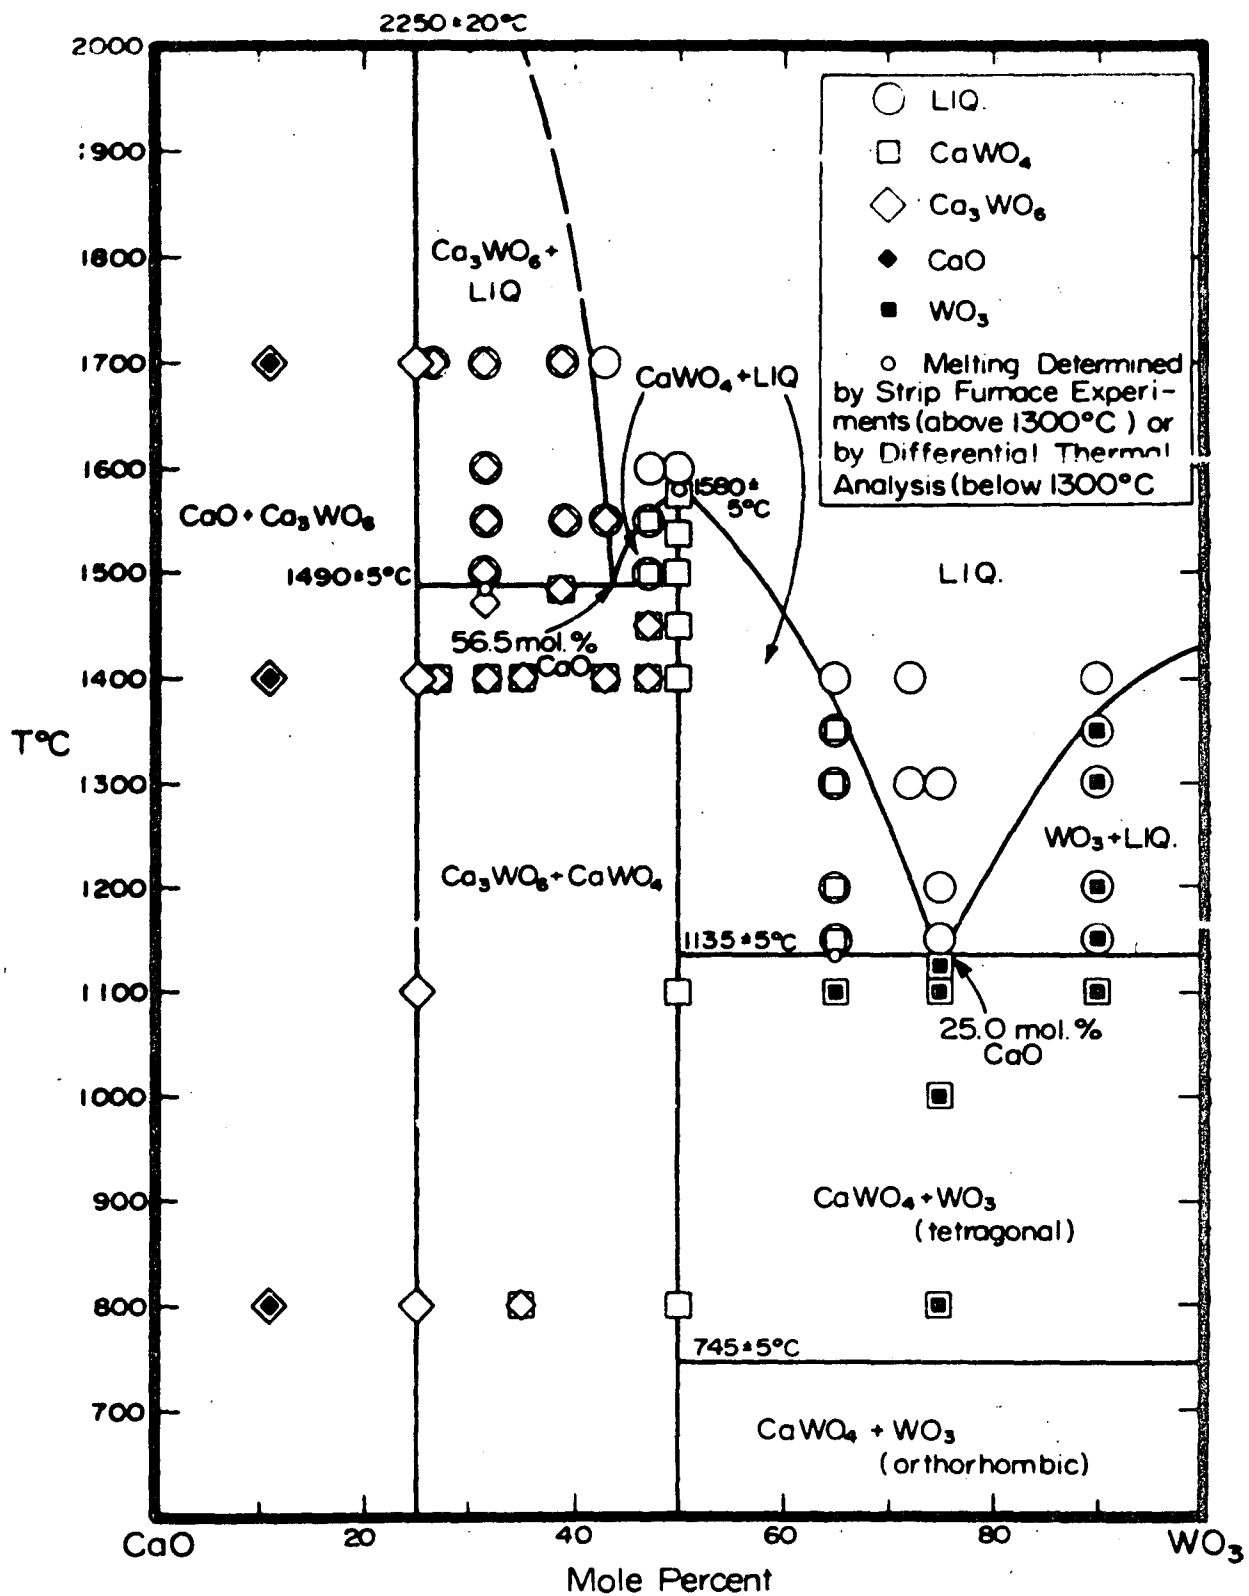 2250±20°C
2000
1900
1800
1700
1600
1500
1400
1300
1200
1100
1000
900
800
700
T°C
LIQ.
CaWO₄
Ca₃WO₆
CaO
WO₃
Melting Determined
by Strip Furnace Experi-
ments (above 1300°C) or
by Differential Thermal
Analysis (below 1300°C
Ca₃WO₆+
LIQ
CaWO₄+LIQ
CaO+Ca₃WO₆
1580±
5°C
1490±5°C
LIQ.
56.5 mol.%
CaO
WO₃+LIQ.
Ca₃WO₆+CaWO₄
1135±5°C
25.0 mol.%
CaO
CaWO₄+WO₃
(tetragonal)
745±5°C
CaWO₄ + WO₃
(orthorhombic)
CaO
20
40
60
80
WO₃
Mole Percent